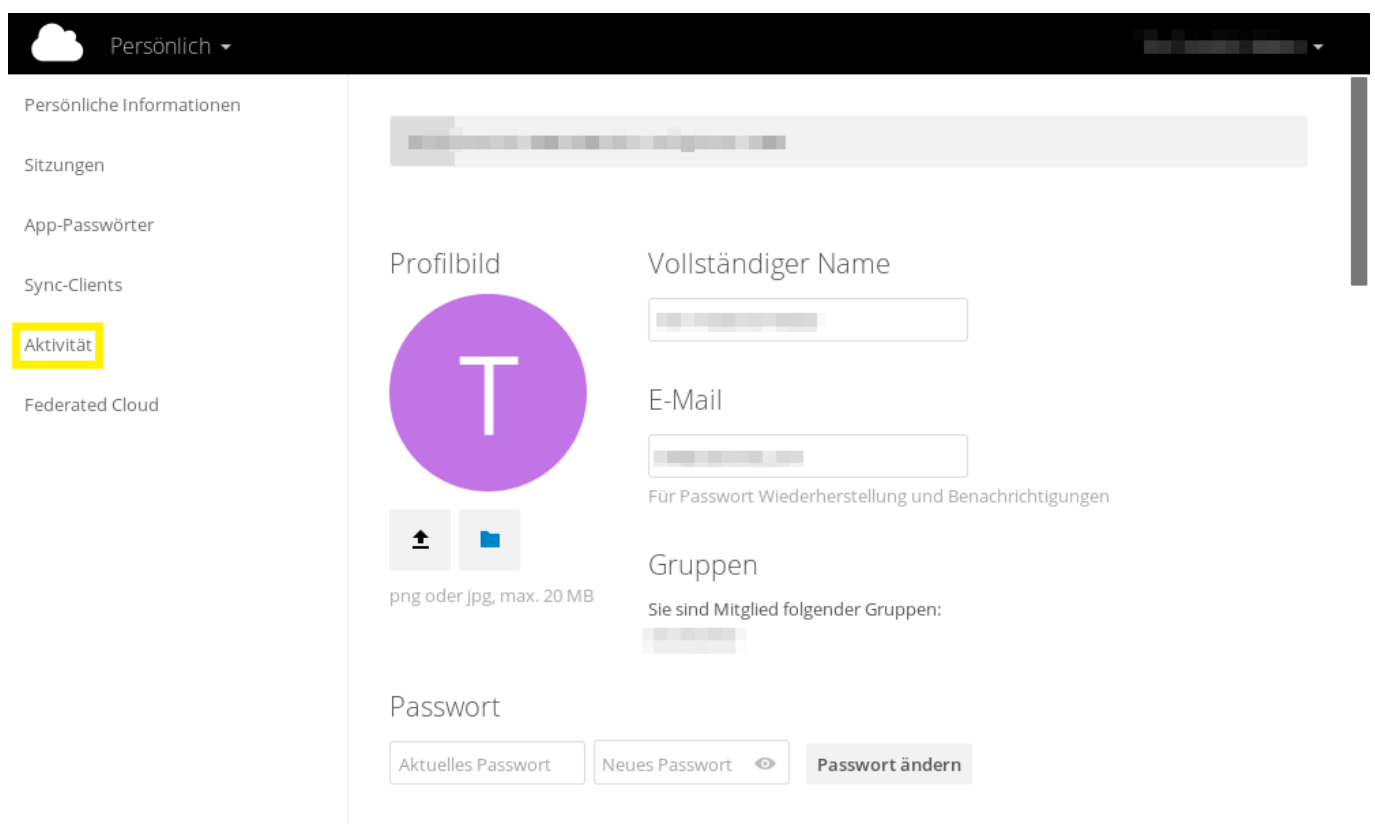 Persönlich
Persönliche Informationen
Sitzungen
App-Passwörter
Sync-Clients
Aktivität
Federated Cloud
Profilbild
T
png oder jpg, max. 20 MB
Vollständiger Name
E-Mail
Für Passwort Wiederherstellung und Benachrichtigungen
Gruppen
Sie sind Mitglied folgender Gruppen:
Passwort
Aktuelles Passwort
Neues Passwort
Passwort ändern